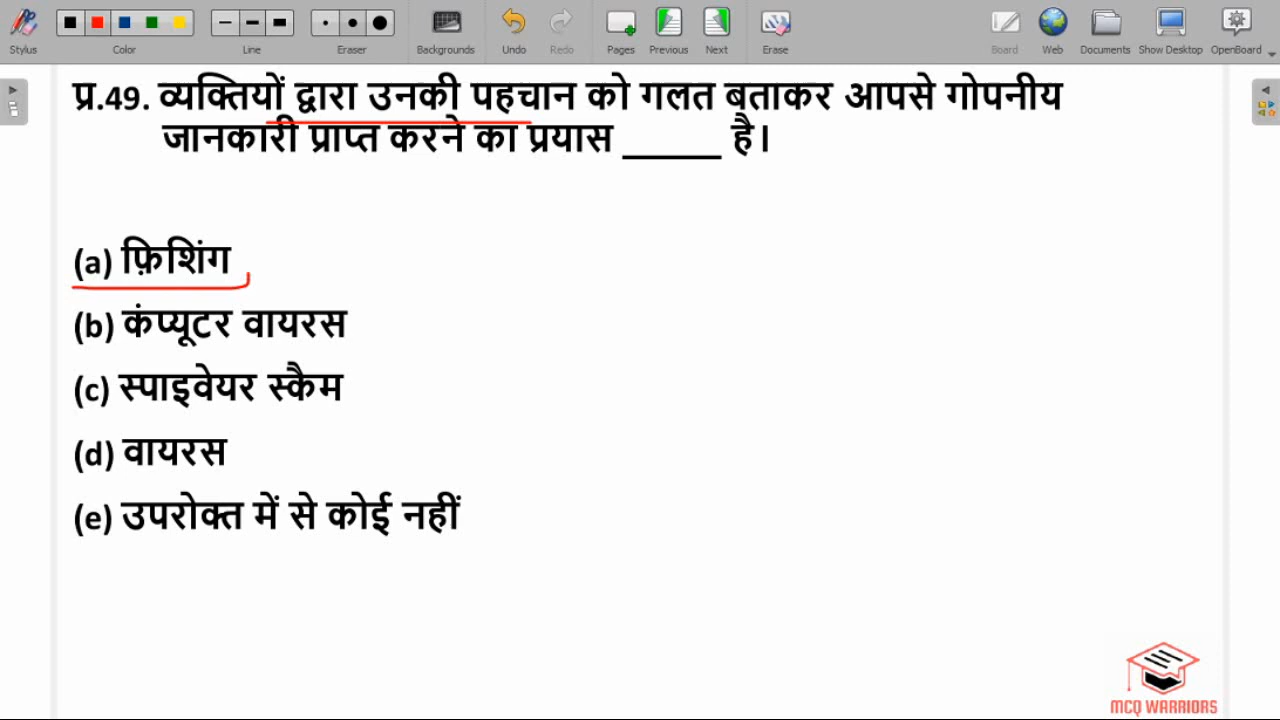 Stylus
Color
Line
Eraser
Backgrounds
Undo
Redo
Pages
Previous
Next
Erase
Board
Web
Documents
Show Desktop
OpenBoard
प्र.49. व्यक्तियों द्वारा उनकी पहचान को गलत बताकर आपसे गोपनीय
जानकारी प्राप्त करने का प्रयास _____ है।
(a) फ़िशिंग
(b) कंप्यूटर वायरस
(c) स्पाइवेयर स्कैम
(d) वायरस
(e) उपरोक्त में से कोई नहीं
MCQ WARRIORS